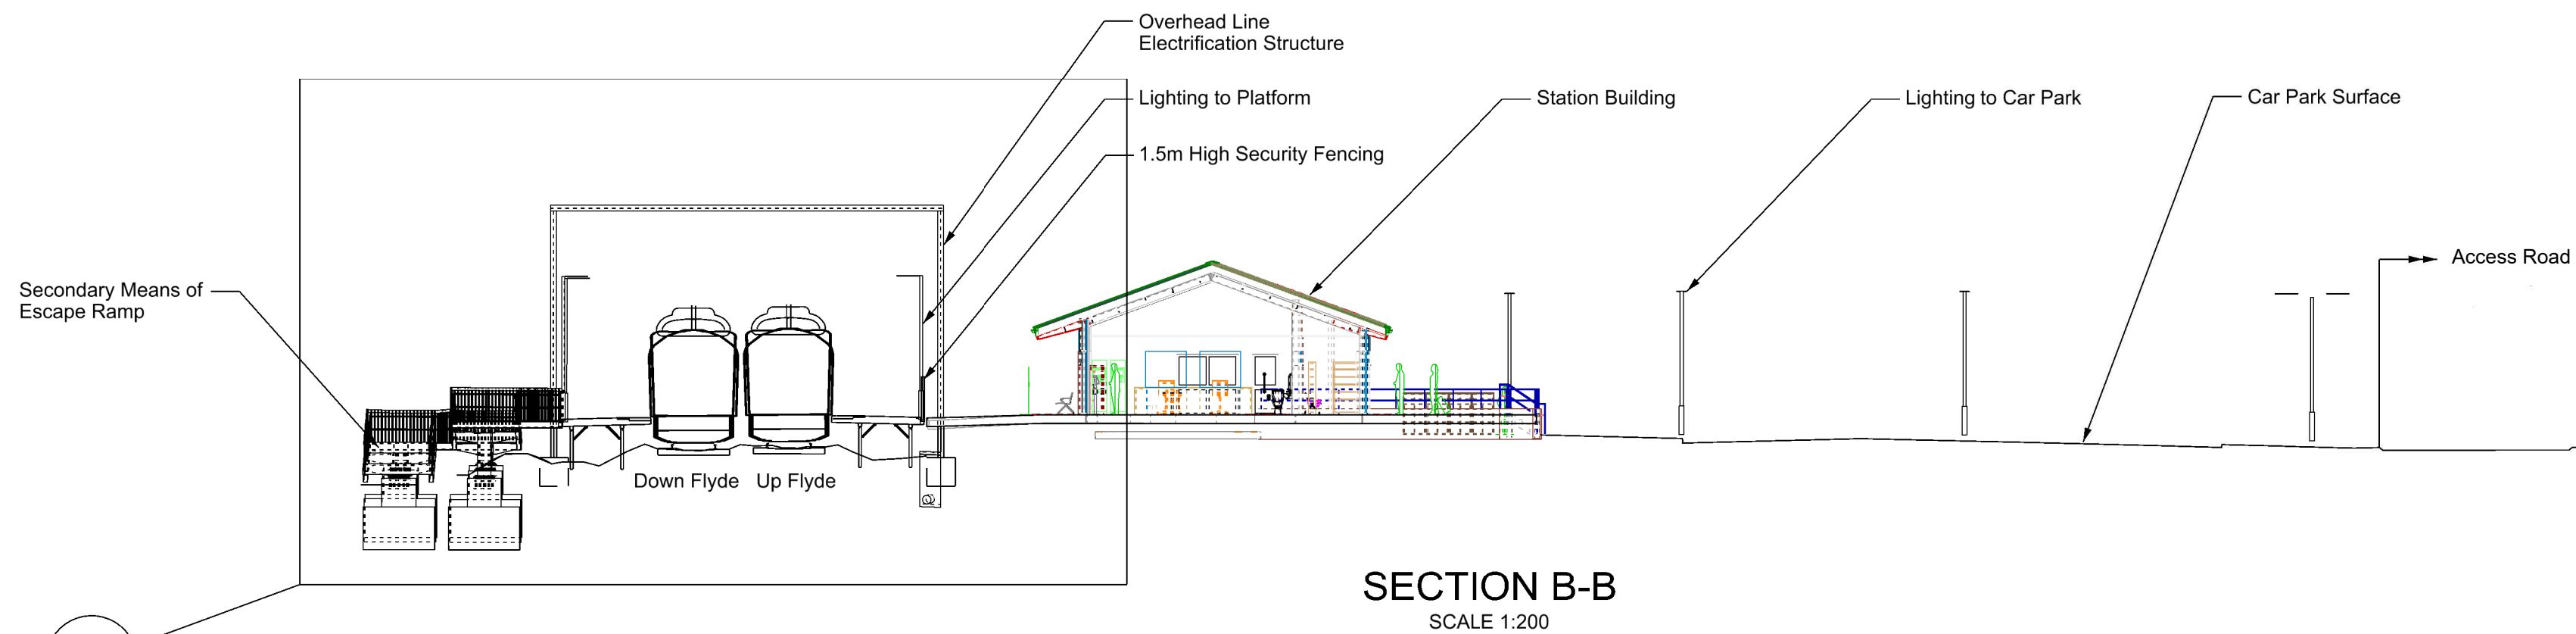 Overhead Line
Electrification Structure
Lighting to Platform
Station Building
Lighting to Car Park
Car Park Surface
1.5m High Security Fencing
Access Road
Secondary Means of
Escape Ramp
Down Flyde
Up Flyde
SECTION B-B
SCALE 1:200